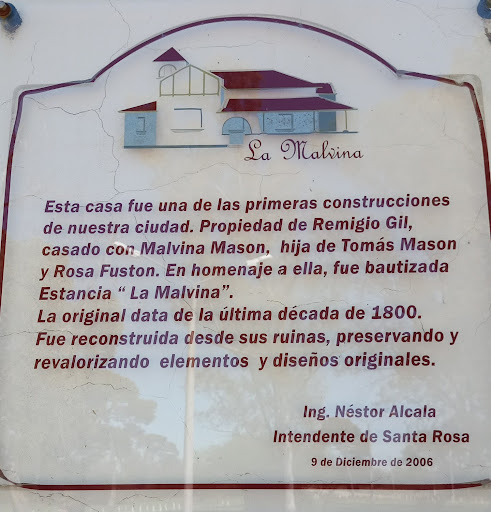 La Malvina
Esta casa fue una de las primeras construcciones
de nuestra ciudad. Propiedad de Remigio Gil,
casado con Malvina Mason, hija de Tomás Mason
y Rosa Fuston. En homenaje a ella, fue bautizada
Estancia “ La Malvina”.
La original data de la última década de 1800.
Fue reconstruida desde sus ruinas, preservando y
revalorizando elementos y diseños originales.
Ing. Néstor Alcala
Intendente de Santa Rosa
9 de Diciembre de 2006